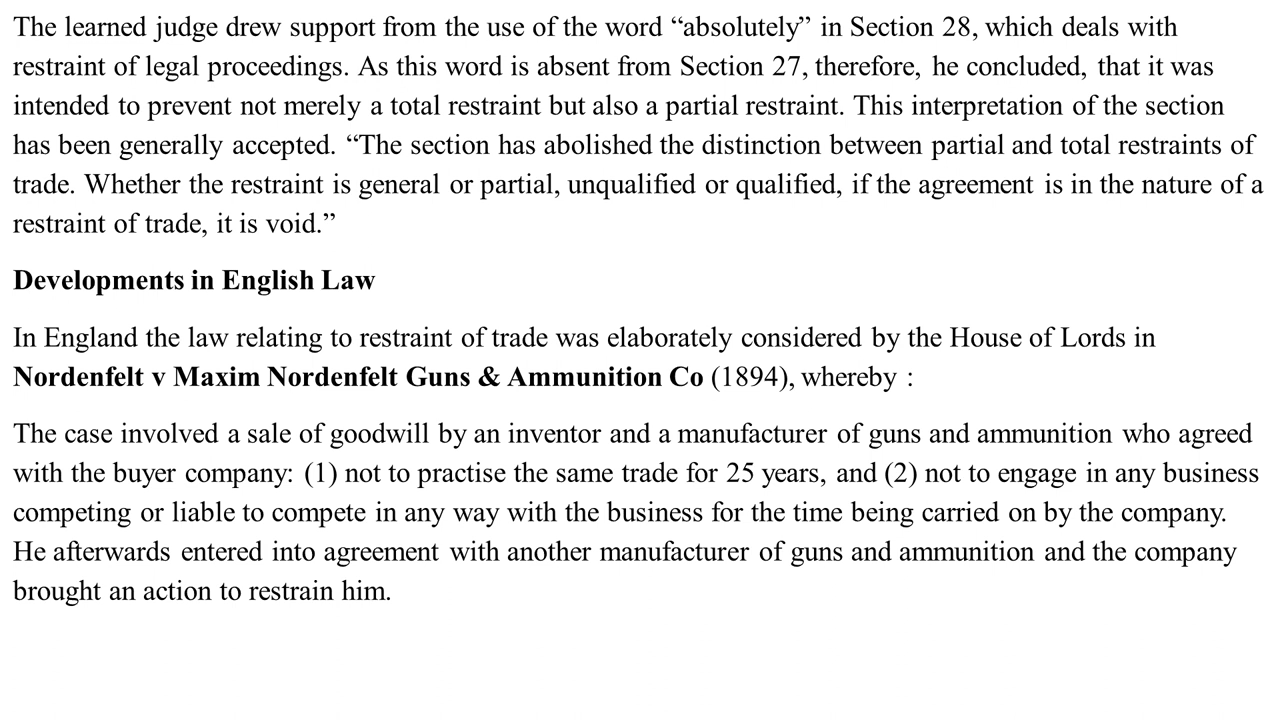 The learned judge drew support from the use of the word “absolutely” in Section 28, which deals with
restraint of legal proceedings. As this word is absent from Section 27, therefore, he concluded, that it was
intended to prevent not merely a total restraint but also a partial restraint. This interpretation of the section
has been generally accepted. “The section has abolished the distinction between partial and total restraints of
trade. Whether the restraint is general or partial, unqualified or qualified, if the agreement is in the nature of a
restraint of trade, it is void.”
Developments in English Law
In England the law relating to restraint of trade was elaborately considered by the House of Lords in
Nordenfelt v Maxim Nordenfelt Guns & Ammunition Co (1894), whereby :
The case involved a sale of goodwill by an inventor and a manufacturer of guns and ammunition who agreed
with the buyer company: (1) not to practise the same trade for 25 years, and (2) not to engage in any business
competing or liable to compete in any way with the business for the time being carried on by the company.
He afterwards entered into agreement with another manufacturer of guns and ammunition and the company
brought an action to restrain him.